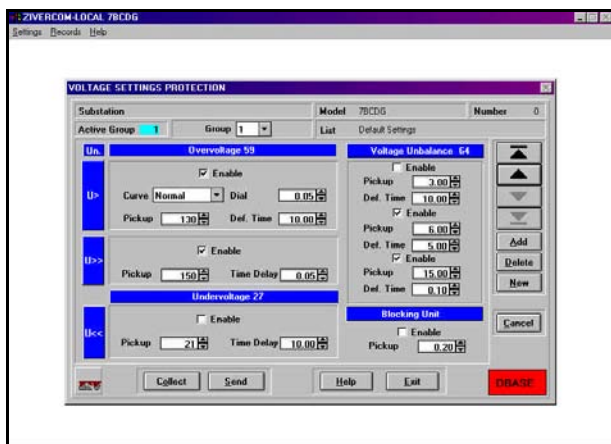 ZIVERCOM-LOCAL 7BCDG
Settings Records Help
VOLTAGE SETTINGS PROTECTION
Substation Model 7BCDG Number 0
Active Group 1 Group 1 List Default Settings
Un. Overvoltage 59
U>
Enable
Curve Normal Dial 0.05
Pickup 130 Def. Time 10.00
U>>
Enable
Pickup 150 Time Delay 0.05
Undervoltage 27
U<<
Enable
Pickup 21 Time Delay 10.00
Voltage Unbalance 64
Enable
Pickup 3.00
Def. Time 10.00
Enable
Pickup 6.00
Def. Time 5.00
Enable
Pickup 15.00
Def. Time 0.10
Blocking Unit
Enable
Pickup 0.20
Add
Delete
New
Cancel
Collect Send Help Exit DBASE